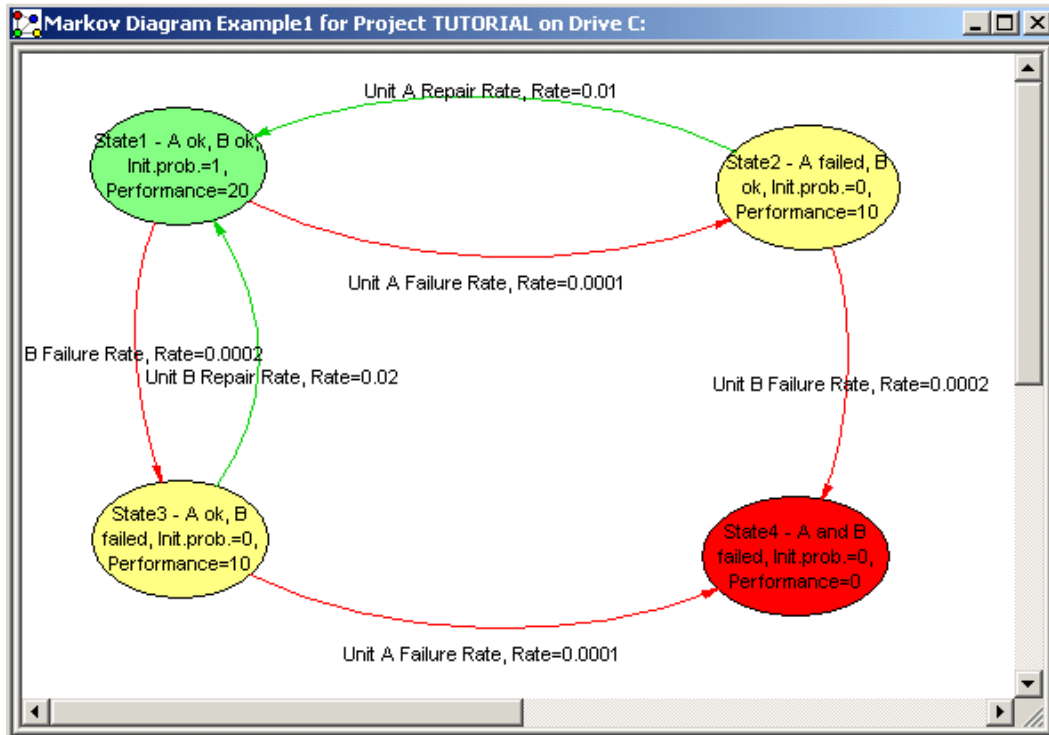 Markov Diagram Example1 for Project TUTORIAL on Drive C:
Unit A Repair Rate, Rate=0.01
State1 - A ok, B ok,
Init.prob.=1,
Performance=20
State2 - A failed, B
ok, Init.prob.=0,
Performance=10
Unit A Failure Rate, Rate=0.0001
B Failure Rate, Rate=0.0002
Unit B Repair Rate, Rate=0.02
Unit B Failure Rate, Rate=0.0002
State3 - A ok, B
failed, Init.prob.=0,
Performance=10
State4 - A and B
failed, Init.prob.=0,
Performance=0
Unit A Failure Rate, Rate=0.0001